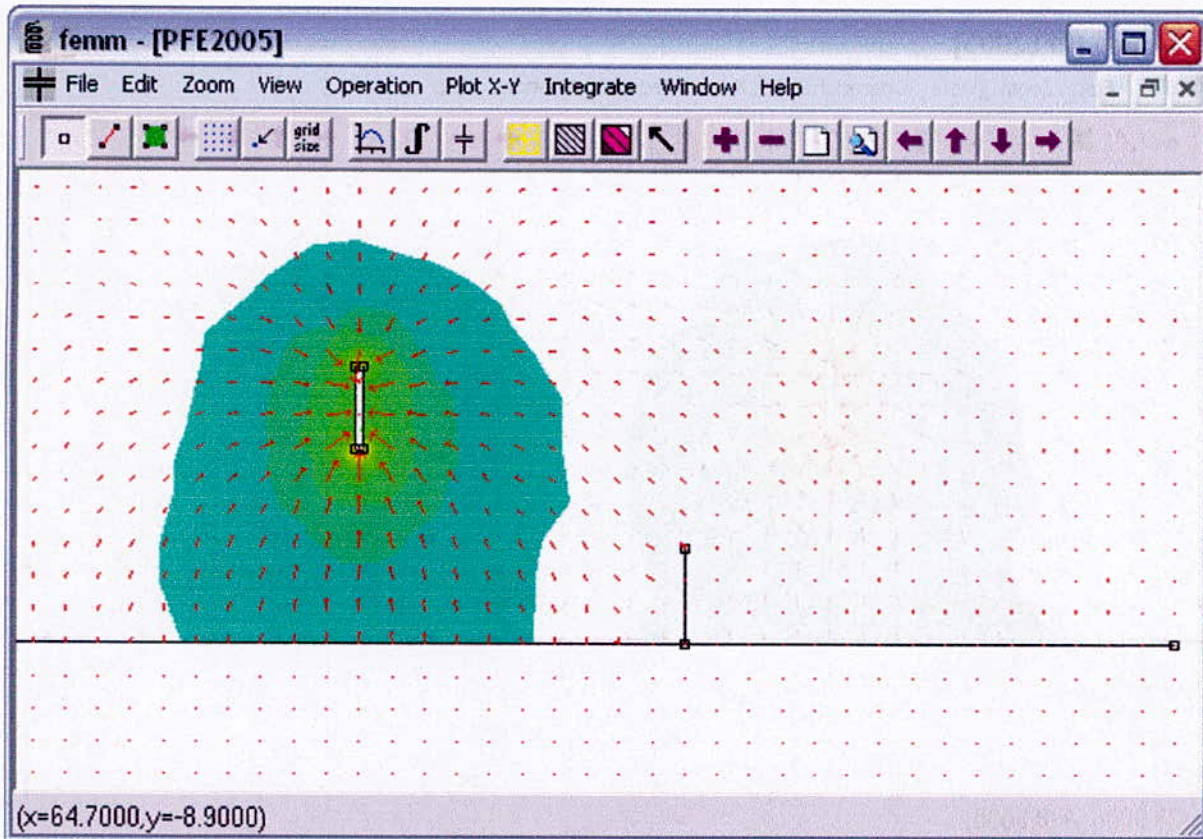 femm - [PFE2005]
File Edit Zoom View Operation Plot X-Y Integrate Window Help
grid size
(x=64.7000,y=-8.9000)